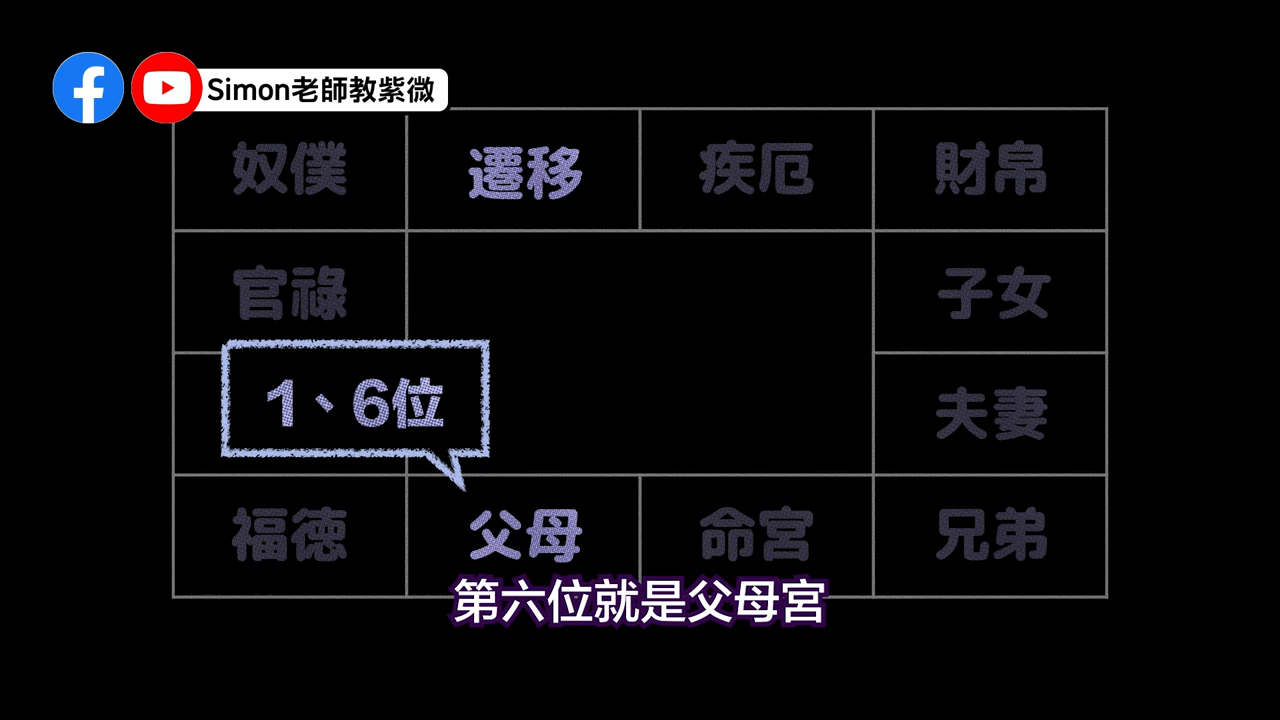 Simon老師教紫微
奴僕 遷移 疾厄 財帛
官祿 子女
1、6位
夫妻
福德 父母 命宮 兄弟
第六位就是父母宮